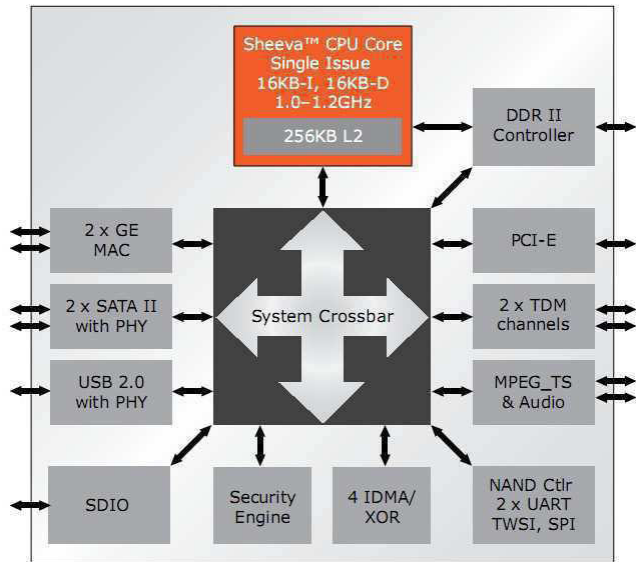 Sheeva™ CPU Core
Single Issue
16KB-I, 16KB-D
1.0–1.2GHz
256KB L2
DDR II
Controller
2 x GE
MAC
PCI-E
2 x SATA II
with PHY
System Crossbar
2 x TDM
channels
USB 2.0
with PHY
MPEG_TS
& Audio
SDIO
Security
Engine
4 IDMA/
XOR
NAND Ctlr
2 x UART
TWSI, SPI